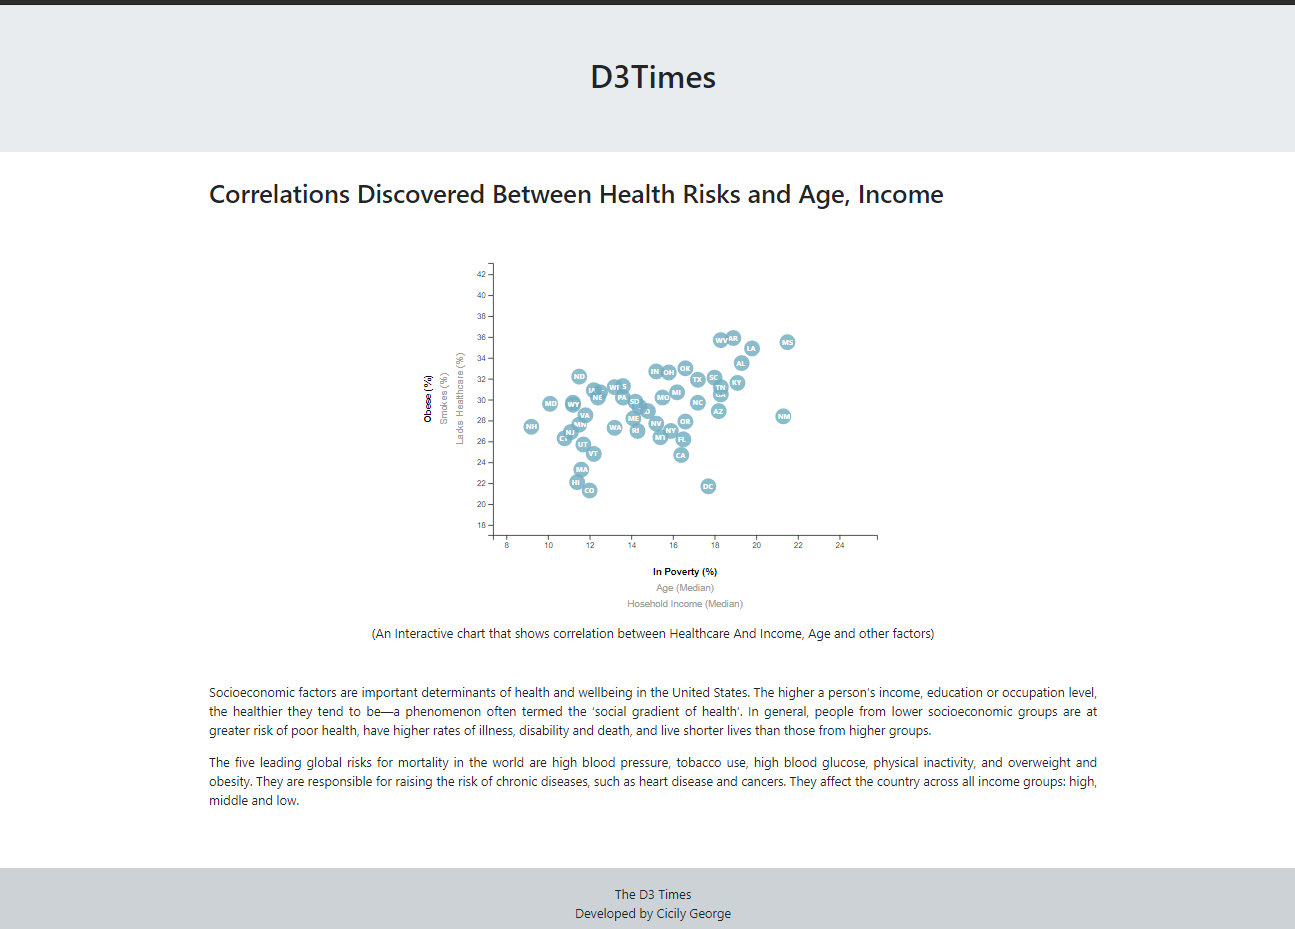 D3Times
Correlations Discovered Between Health Risks and Age, Income
Obese (%)
Smokes (%)
Lacks Healthcare (%)
42
40
38
36
34
32
30
28
26
24
22
20
18
WV AR
MS
LA
AL
IN OH OK
ND
TX SC
KY
WI
TN
NE
PA
MO MI
MD WY
SD
NC
AZ
VA
ME
NM
NH
WA
RI
NV
OR
NJ
NY
FL
UT
VT
CA
MA
HI
CO
DC
8 10 12 14 16 18 20 22 24
In Poverty (%)
Age (Median)
Hosehold Income (Median)
(An Interactive chart that shows correlation between Healthcare And Income, Age and other factors)
Socioeconomic factors are important determinants of health and wellbeing in the United States. The higher a person's income, education or occupation level,
the healthier they tend to be—a phenomenon often termed the 'social gradient of health'. In general, people from lower socioeconomic groups are at
greater risk of poor health, have higher rates of illness, disability and death, and live shorter lives than those from higher groups.
The five leading global risks for mortality in the world are high blood pressure, tobacco use, high blood glucose, physical inactivity, and overweight and
obesity. They are responsible for raising the risk of chronic diseases, such as heart disease and cancers. They affect the country across all income groups: high,
middle and low.
The D3 Times
Developed by Cicily George